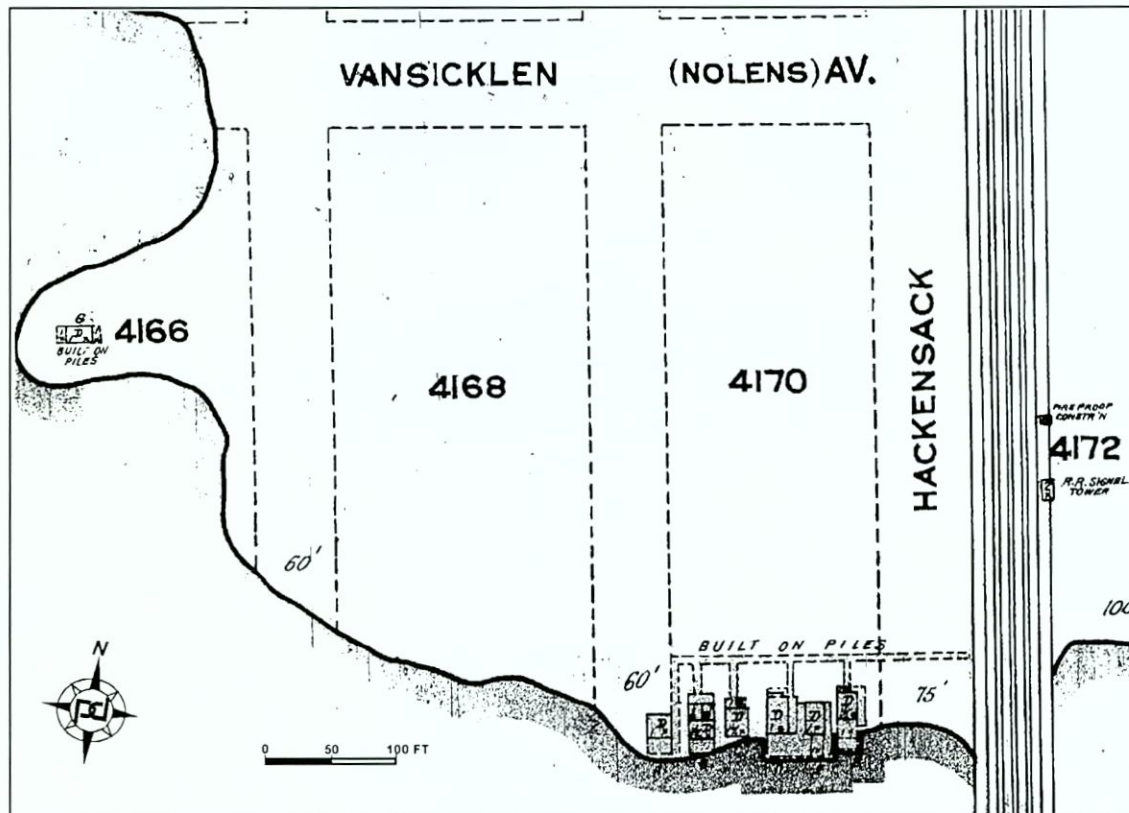 VANSICKLEN (NOLENS) AV.
4166
BUILT ON
PILES
4168
4170
HACKENSACK
FIREPROOF
CONSTR'N
4172
R.R. SIGNEL
TOWER
60'
100
BUILT ON PILES
60'
75'
N
0 50 100 FT